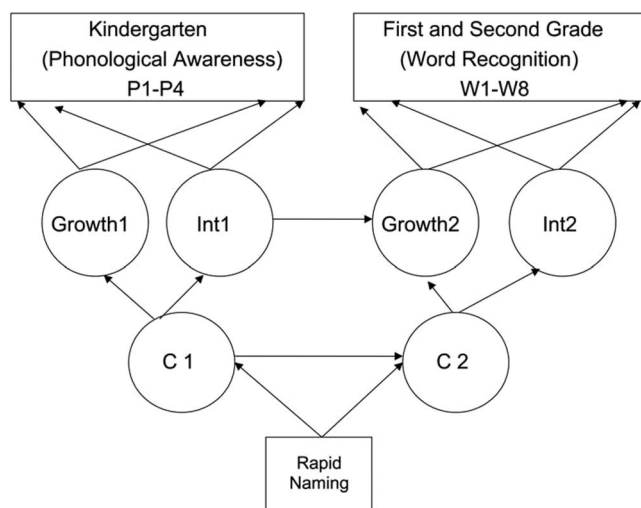 Kindergarten
(Phonological Awareness)
P1-P4
First and Second Grade
(Word Recognition)
W1-W8
Growth1
Int1
Growth2
Int2
C 1
C 2
Rapid
Naming